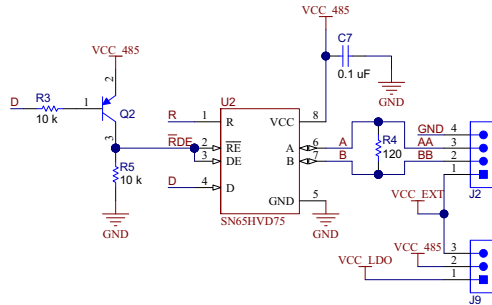 VCC_485
VCC_485
C7
0.1 uF
GND
D
R3
10 k
1
2
3
Q2
RDE
R5
10 k
GND
U2
R
1
R
VCC
8
2
RE
3
DE
A
6
A
B
7
B
D
4
D
GND
5
SN65HVD75
GND
R4
120
GND
4
AA
3
BB
2
1
J2
VCC_EXT
VCC_485
VCC_LDO
3
2
1
J9